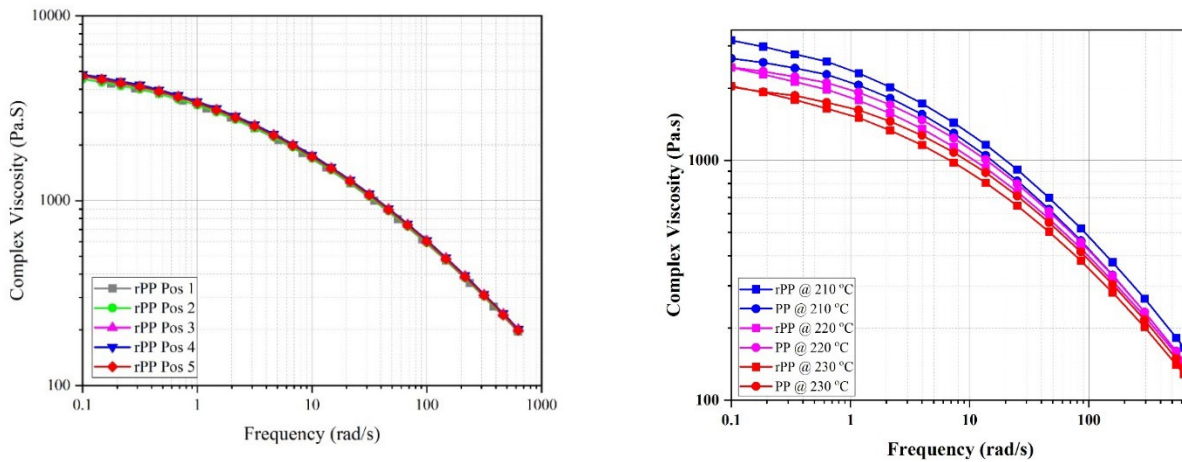 10000
1000
100
Complex Viscosity (Pa.S)
rPP Pos 1
rPP Pos 2
rPP Pos 3
rPP Pos 4
rPP Pos 5
0.1
1
10
100
1000
Frequency (rad/s)
1000
100
Complex Viscosity (Pa.s)
rPP @ 210 °C
PP @ 210 °C
rPP @ 220 °C
PP @ 220 °C
rPP @ 230 °C
PP @ 230 °C
0.1
1
10
100
Frequency (rad/s)